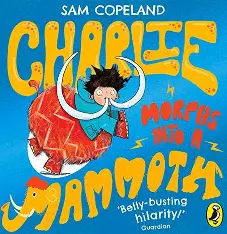 SAM COPELAND
CHARLIE
MORPHS
INTO A
MAMMOTH
'Belly-busting
hilarity!'
Guardian